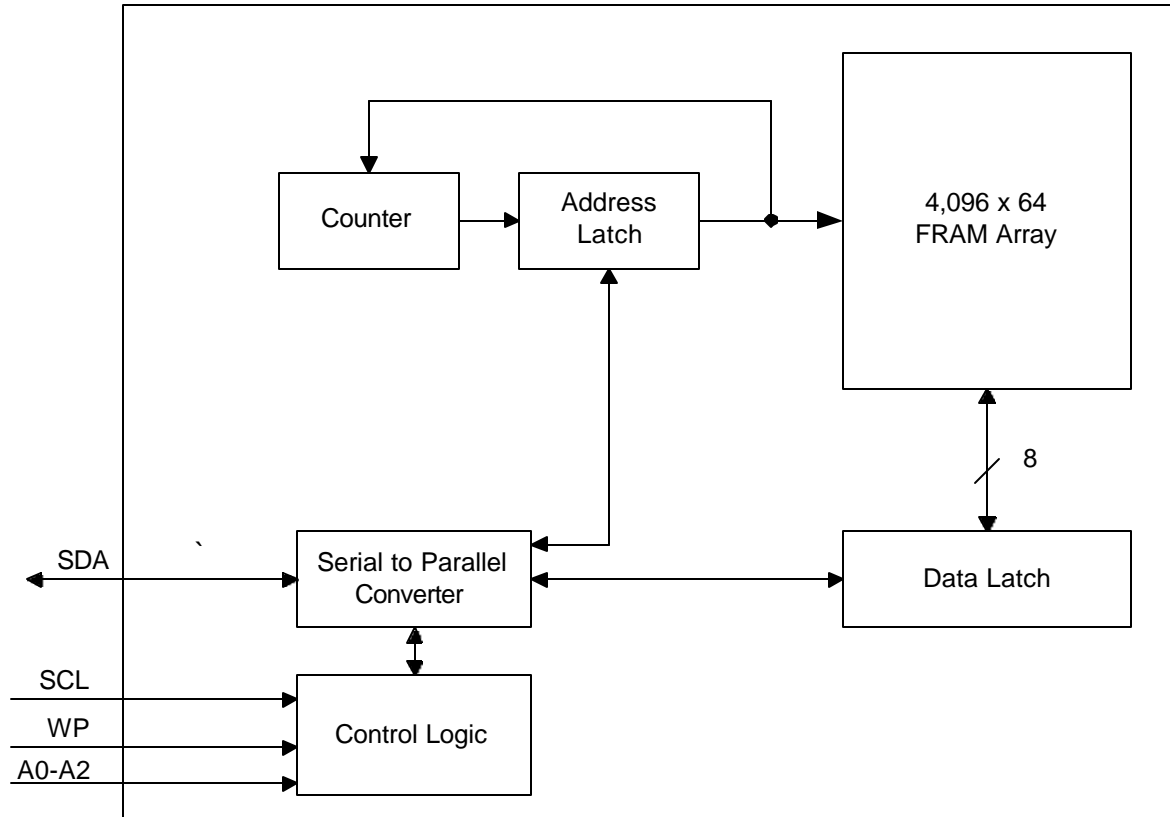 Counter
Address
Latch
4,096 x 64
FRAM Array
8
SDA
`
Serial to Parallel
Converter
Data Latch
SCL
WP
A0-A2
Control Logic